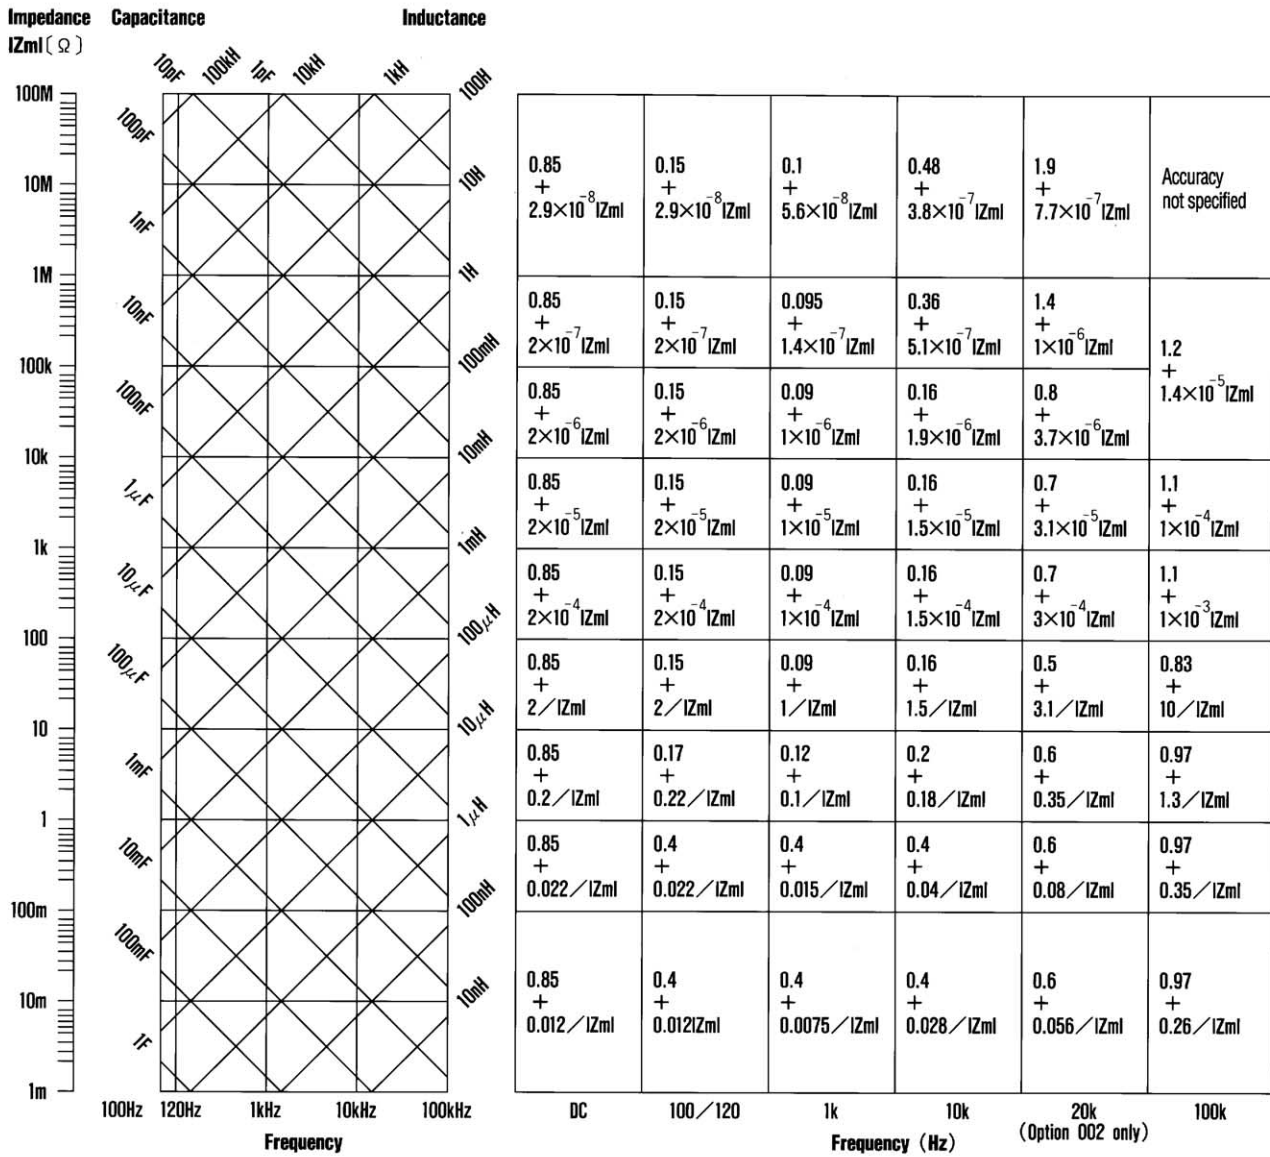 Impedance Capacitance Inductance
|Zm|(Ω)
10pF 100kH 1pF 10kH 1kH 100H
100M
100pF
10H
10M
1nF
1H
1M
10nF
100mH
100k
100nF
10mH
10k
1μF
1mH
1k
10μF
100μH
100
100μF
10μH
10
1mF
1μH
1
10mF
100nH
100m
100mF
10nH
10m
1F
1m
100Hz 120Hz 1kHz 10kHz 100kHz
Frequency
0.85 0.15 0.1 0.48 1.9 Accuracy
+ + + + + not specified
2.9×10⁻⁸|Zm| 2.9×10⁻⁸|Zm| 5.6×10⁻⁸|Zm| 3.8×10⁻⁷|Zm| 7.7×10⁻⁷|Zm|
0.85 0.15 0.095 0.36 1.4
+ + + + +
2×10⁻⁷|Zm| 2×10⁻⁷|Zm| 1.4×10⁻⁷|Zm| 5.1×10⁻⁷|Zm| 1×10⁻⁶|Zm|
1.2
+
1.4×10⁻⁵|Zm|
0.85 0.15 0.09 0.16 0.8
+ + + + +
2×10⁻⁶|Zm| 2×10⁻⁶|Zm| 1×10⁻⁶|Zm| 1.9×10⁻⁶|Zm| 3.7×10⁻⁶|Zm|
0.85 0.15 0.09 0.16 0.7 1.1
+ + + + + +
2×10⁻⁵|Zm| 2×10⁻⁵|Zm| 1×10⁻⁵|Zm| 1.5×10⁻⁵|Zm| 3.1×10⁻⁵|Zm| 1×10⁻⁴|Zm|
0.85 0.15 0.09 0.16 0.7 1.1
+ + + + + +
2×10⁻⁴|Zm| 2×10⁻⁴|Zm| 1×10⁻⁴|Zm| 1.5×10⁻⁴|Zm| 3×10⁻⁴|Zm| 1×10⁻³|Zm|
0.85 0.15 0.09 0.16 0.5 0.83
+ + + + + +
2/|Zm| 2/|Zm| 1/|Zm| 1.5/|Zm| 3.1/|Zm| 10/|Zm|
0.85 0.17 0.12 0.2 0.6 0.97
+ + + + + +
0.2/|Zm| 0.22/|Zm| 0.1/|Zm| 0.18/|Zm| 0.35/|Zm| 1.3/|Zm|
0.85 0.4 0.4 0.4 0.6 0.97
+ + + + + +
0.022/|Zm| 0.022/|Zm| 0.015/|Zm| 0.04/|Zm| 0.08/|Zm| 0.35/|Zm|
0.85 0.4 0.4 0.4 0.6 0.97
+ + + + + +
0.012/|Zm| 0.012|Zm| 0.0075/|Zm| 0.028/|Zm| 0.056/|Zm| 0.26/|Zm|
DC 100/120 1k 10k 20k 100k
(Option 002 only)
Frequency (Hz)